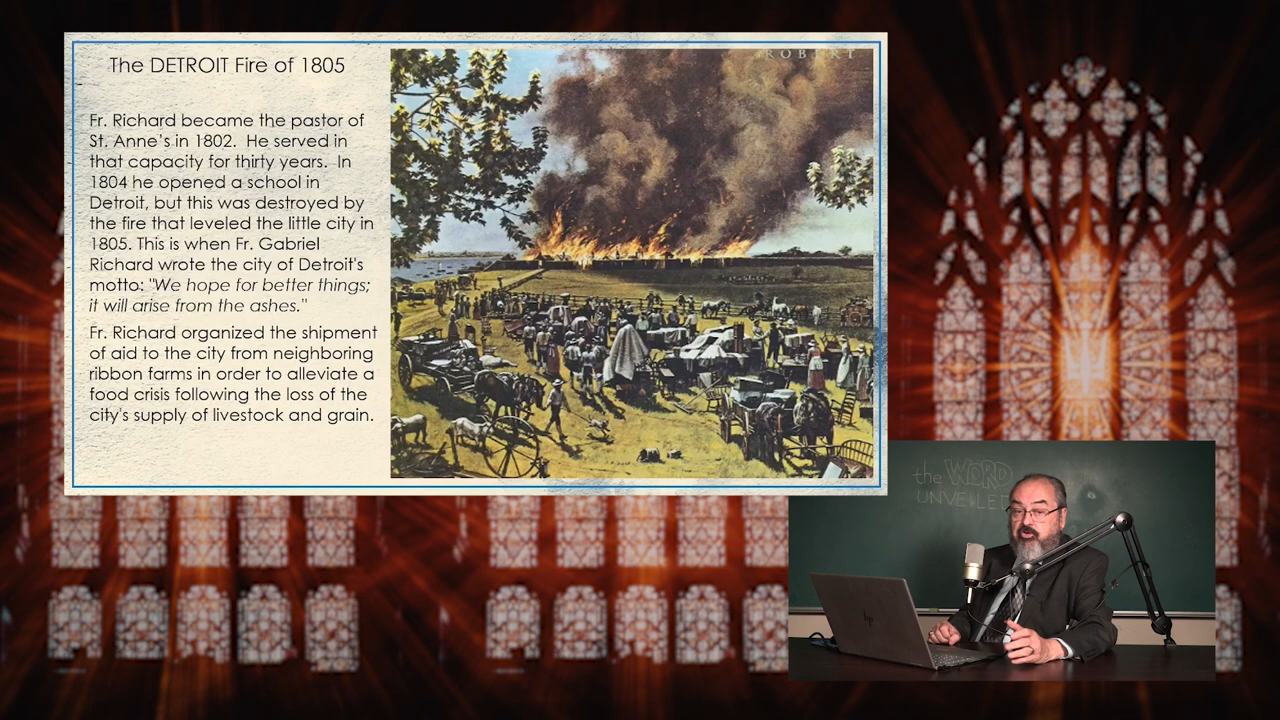 The DETROIT Fire of 1805
Fr. Richard became the pastor of
St. Anne's in 1802.  He served in
that capacity for thirty years.  In
1804 he opened a school in
Detroit, but this was destroyed by
the fire that leveled the little city in
1805. This is when Fr. Gabriel
Richard wrote the city of Detroit's
motto: "We hope for better things;
it will arise from the ashes."
Fr. Richard organized the shipment
of aid to the city from neighboring
ribbon farms in order to alleviate a
food crisis following the loss of the
city's supply of livestock and grain.
ROBERT
the WORD
UNVEILE
hp